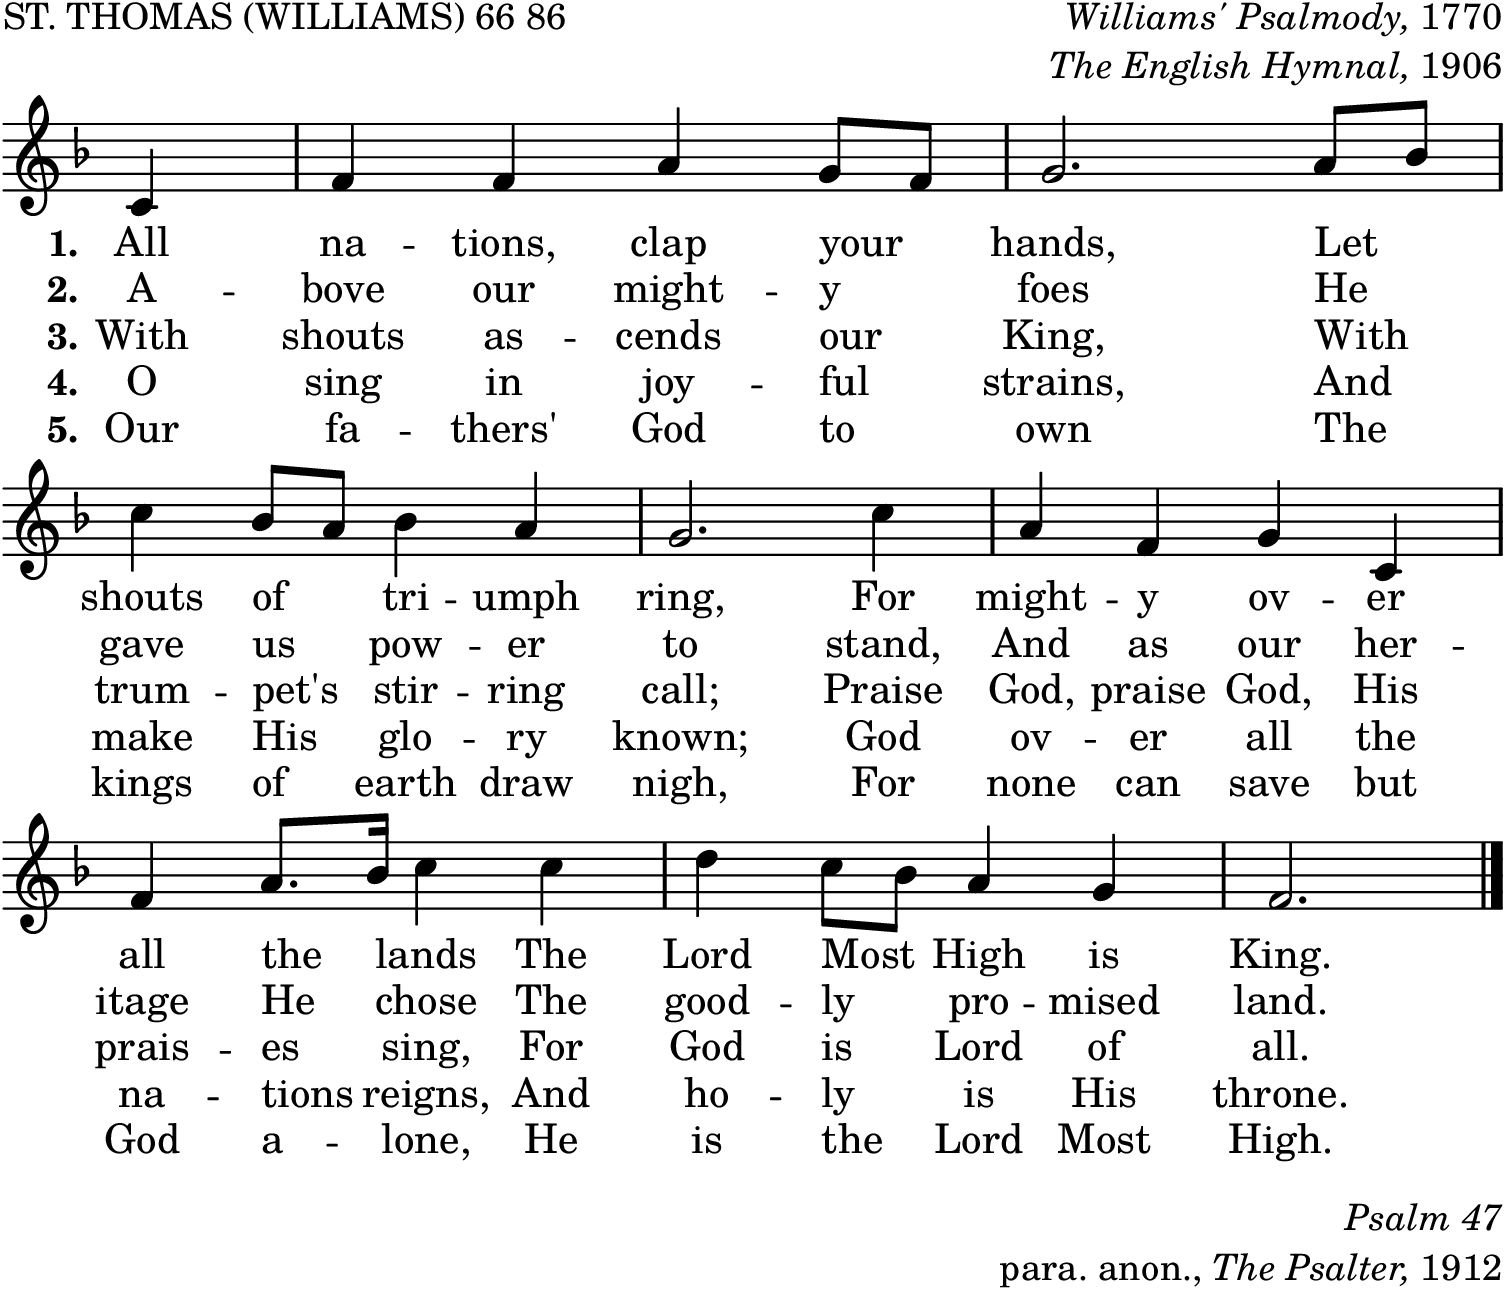 ST. THOMAS (WILLIAMS) 66 86
Williams' Psalmody, 1770
The English Hymnal, 1906
1. All na - tions, clap your hands, Let
2. A - bove our might - y foes He
3. With shouts as - cends our King, With
4. O sing in joy - ful strains, And
5. Our fa - thers' God to own The
shouts of tri - umph ring, For might - y ov - er
gave us pow - er to stand, And as our her -
trum - pet's stir - ring call; Praise God, praise God, His
make His glo - ry known; God ov - er all the
kings of earth draw nigh, For none can save but
all the lands The Lord Most High is King.
itage He chose The good - ly pro - mised land.
prais - es sing, For God is Lord of all.
na - tions reigns, And ho - ly is His throne.
God a - lone, He is the Lord Most High.
Psalm 47
para. anon., The Psalter, 1912